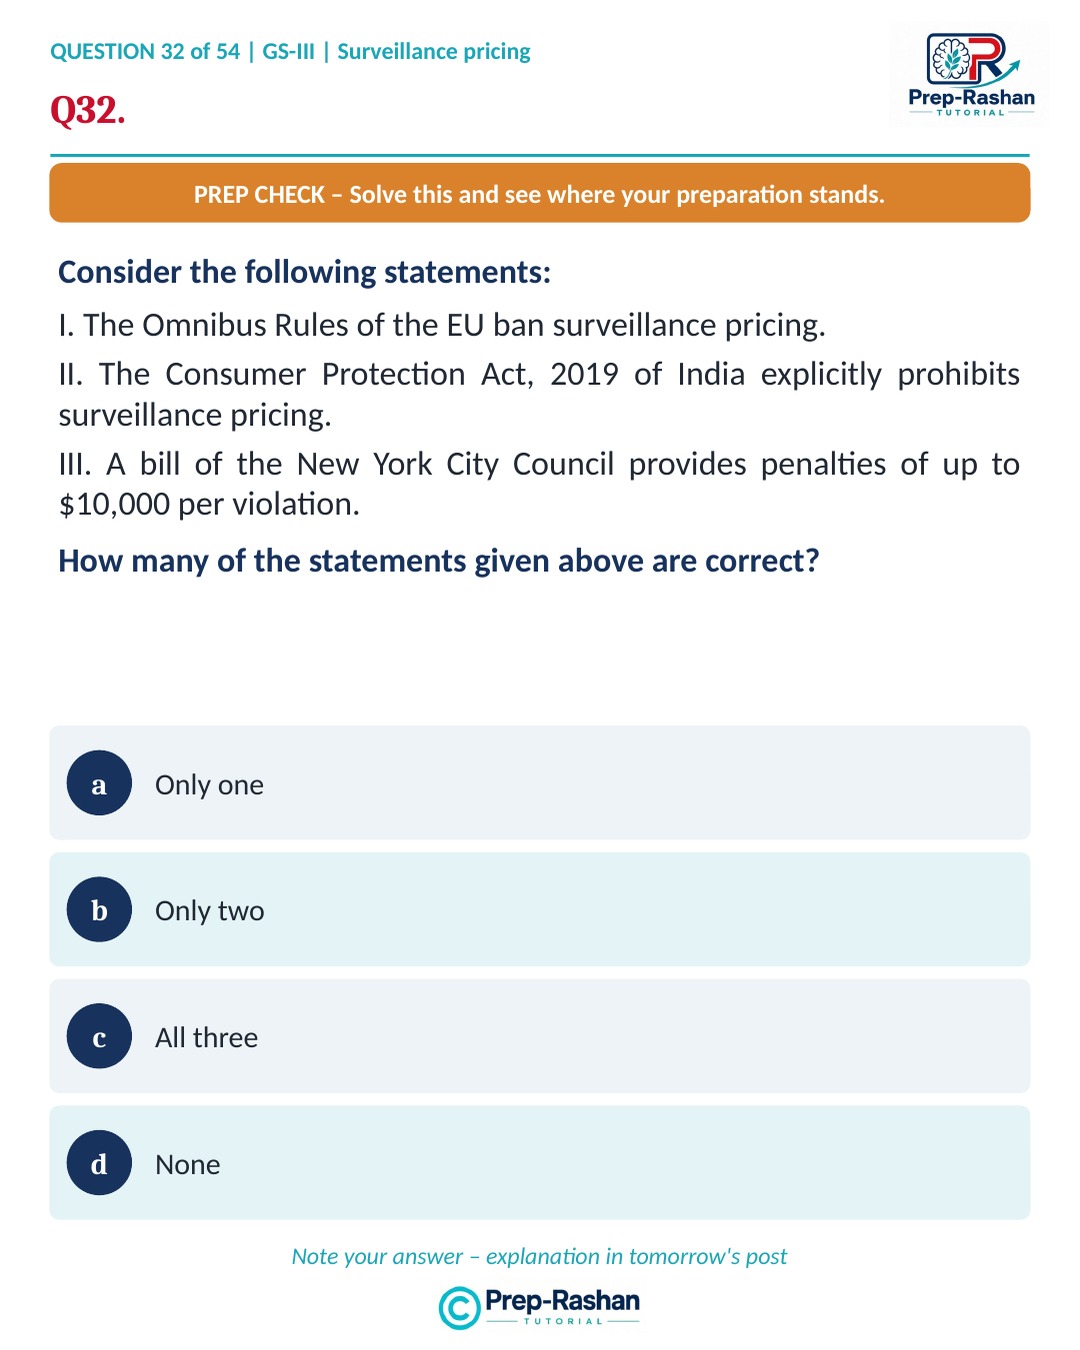 QUESTION 32 of 54 | GS-III | Surveillance pricing
Prep-Rashan
TUTORIAL
Q32.
PREP CHECK – Solve this and see where your preparation stands.
Consider the following statements:
I. The Omnibus Rules of the EU ban surveillance pricing.
II. The Consumer Protection Act, 2019 of India explicitly prohibits
surveillance pricing.
III. A bill of the New York City Council provides penalties of up to
$10,000 per violation.
How many of the statements given above are correct?
a Only one
b Only two
c All three
d None
Note your answer – explanation in tomorrow's post
© Prep-Rashan
TUTORIAL